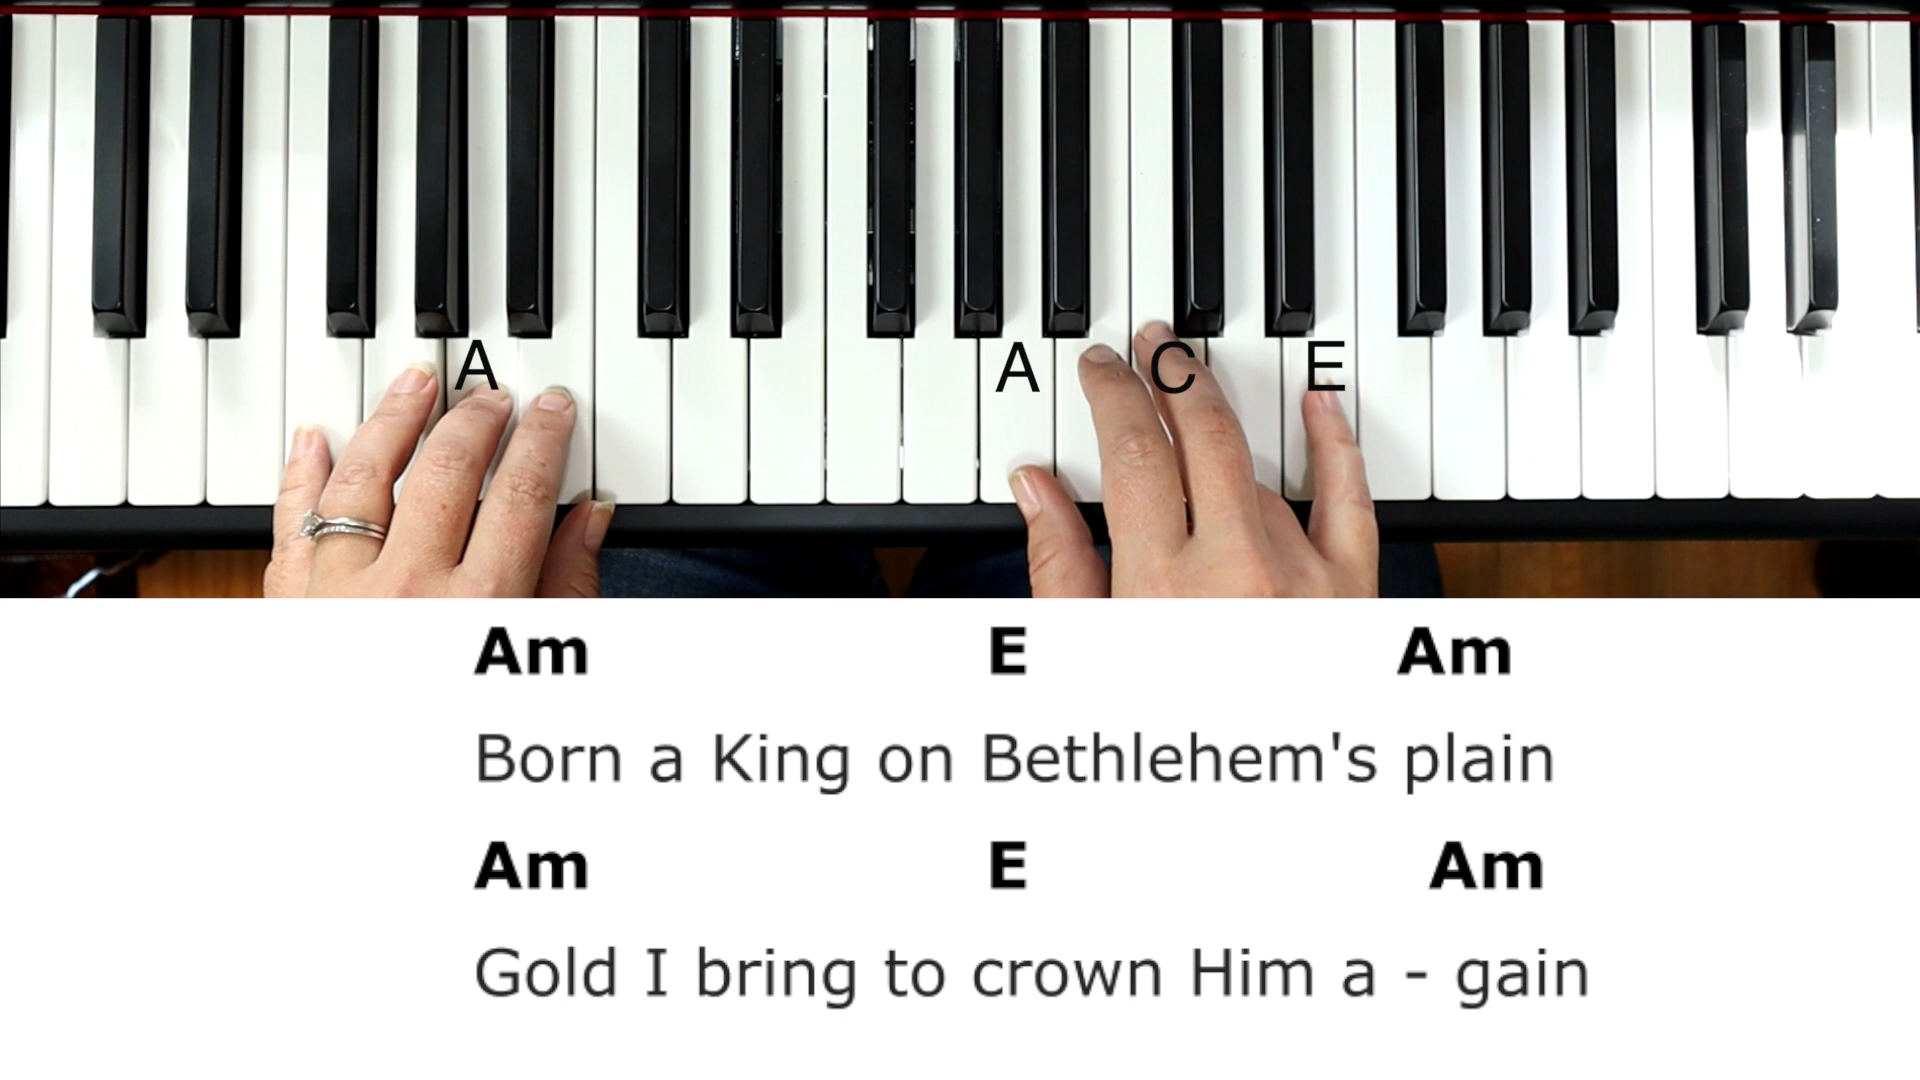 A A C E
Am E Am
Born a King on Bethlehem's plain
Am E Am
Gold I bring to crown Him a - gain